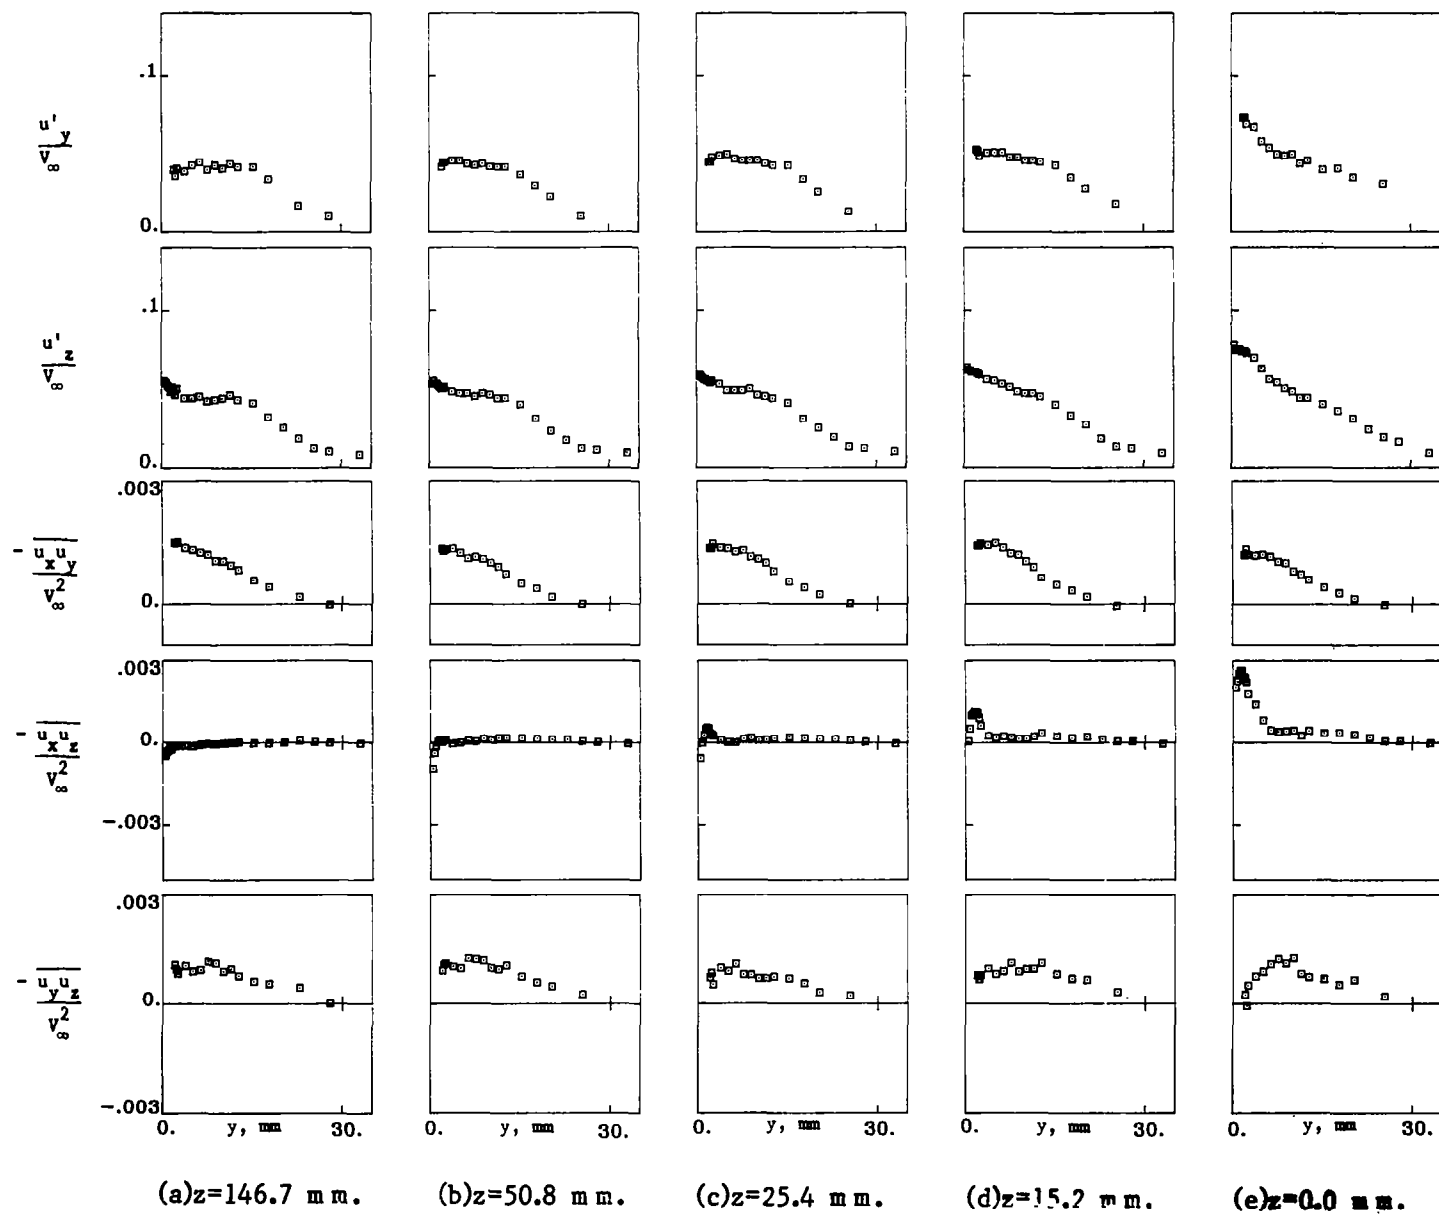 .1
u'y
V∞
0.
.1
u'z
V∞
0.
.003
- uxuy
V∞2
0.
.003
- uxuz
V∞2
0.
-.003
.003
- uyuz
V∞2
0.
-.003
0. y, mm 30. 0. y, mm 30. 0. y, mm 30. 0. y, mm 30. 0. y, mm 30.
(a)z=146.7 mm. (b)z=50.8 mm. (c)z=25.4 mm. (d)z=15.2 mm. (e)z=0.0 mm.